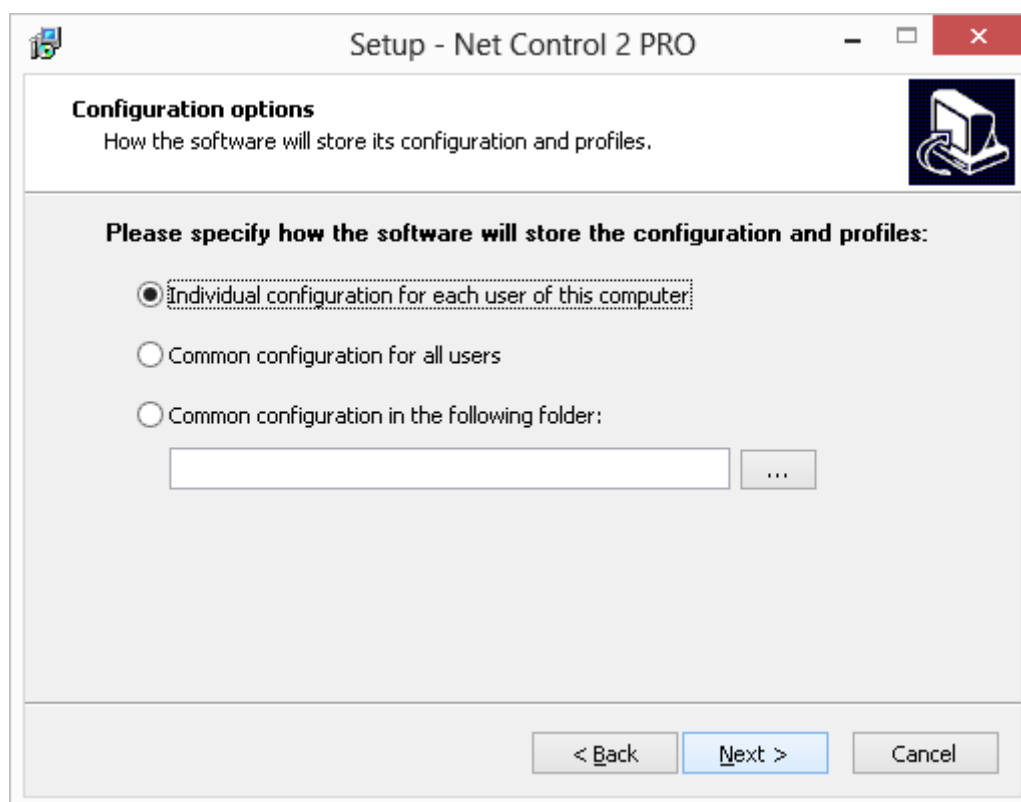 Setup - Net Control 2 PRO
Configuration options
How the software will store its configuration and profiles.
Please specify how the software will store the configuration and profiles:
Individual configuration for each user of this computer
Common configuration for all users
Common configuration in the following folder:
...
< Back
Next >
Cancel